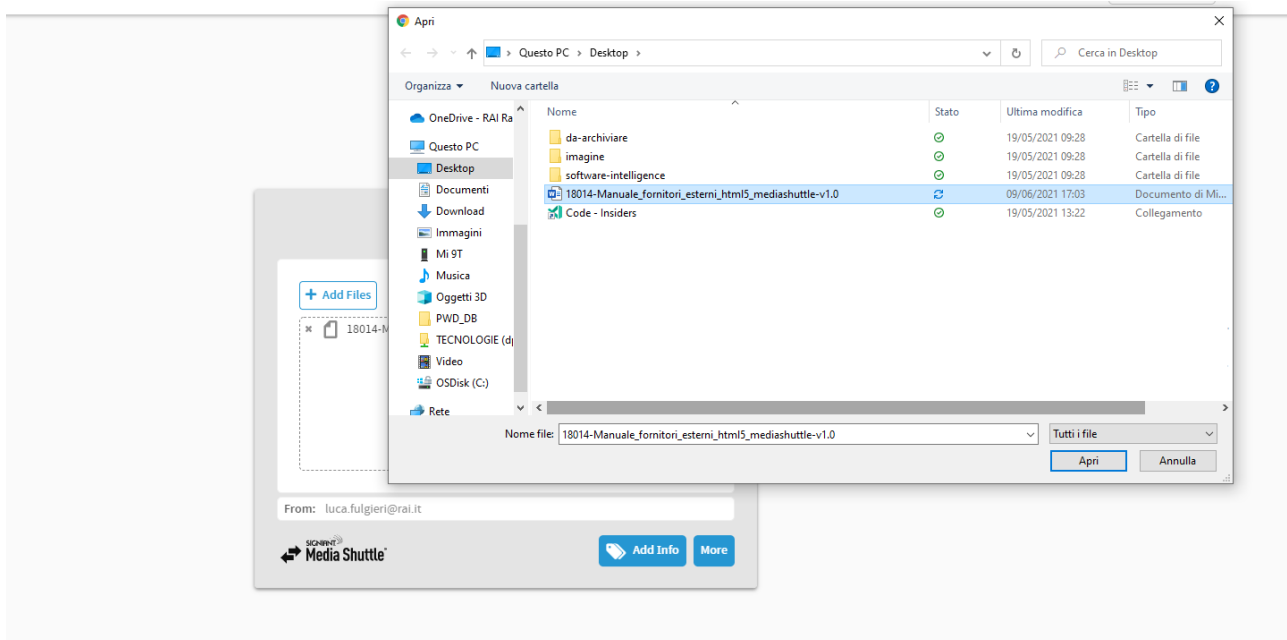 Apri
Questo PC > Desktop >
Cerca in Desktop
Organizza
Nuova cartella
Nome
Stato
Ultima modifica
Tipo
OneDrive - RAI Ra
Questo PC
Desktop
Documenti
Download
Immagini
Mi 9T
Musica
Oggetti 3D
PWD_DB
TECNOLOGIE (d
Video
OSDisk (C:)
Rete
da-archiviare 19/05/2021 09:28 Cartella di file
imagine 19/05/2021 09:28 Cartella di file
software-intelligence 19/05/2021 09:28 Cartella di file
18014-Manuale_fornitori_esterni_html5_mediashuttle-v1.0 09/06/2021 17:03 Documento di Mi...
Code - Insiders 19/05/2021 13:22 Collegamento
Nome file: 18014-Manuale_fornitori_esterni_html5_mediashuttle-v1.0
Tutti i file
Apri
Annulla
+ Add Files
18014-M
From: luca.fulgieri@rai.it
SIGNIANT
Media Shuttle
Add Info
More